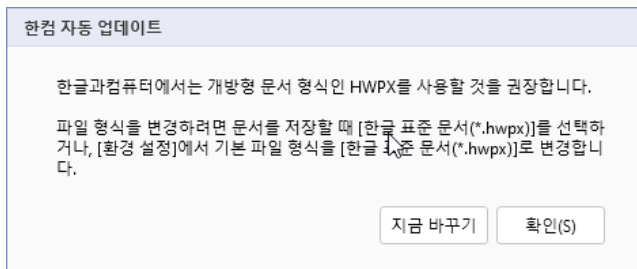 한컴 자동 업데이트
한글과컴퓨터에서는 개방형 문서 형식인 HWPX를 사용할 것을 권장합니다.
파일 형식을 변경하려면 문서를 저장할 때 [한글 표준 문서(*.hwpx)]를 선택하
거나, [환경 설정]에서 기본 파일 형식을 [한글 표준 문서(*.hwpx)]로 변경합니
다.
지금 바꾸기
확인(S)